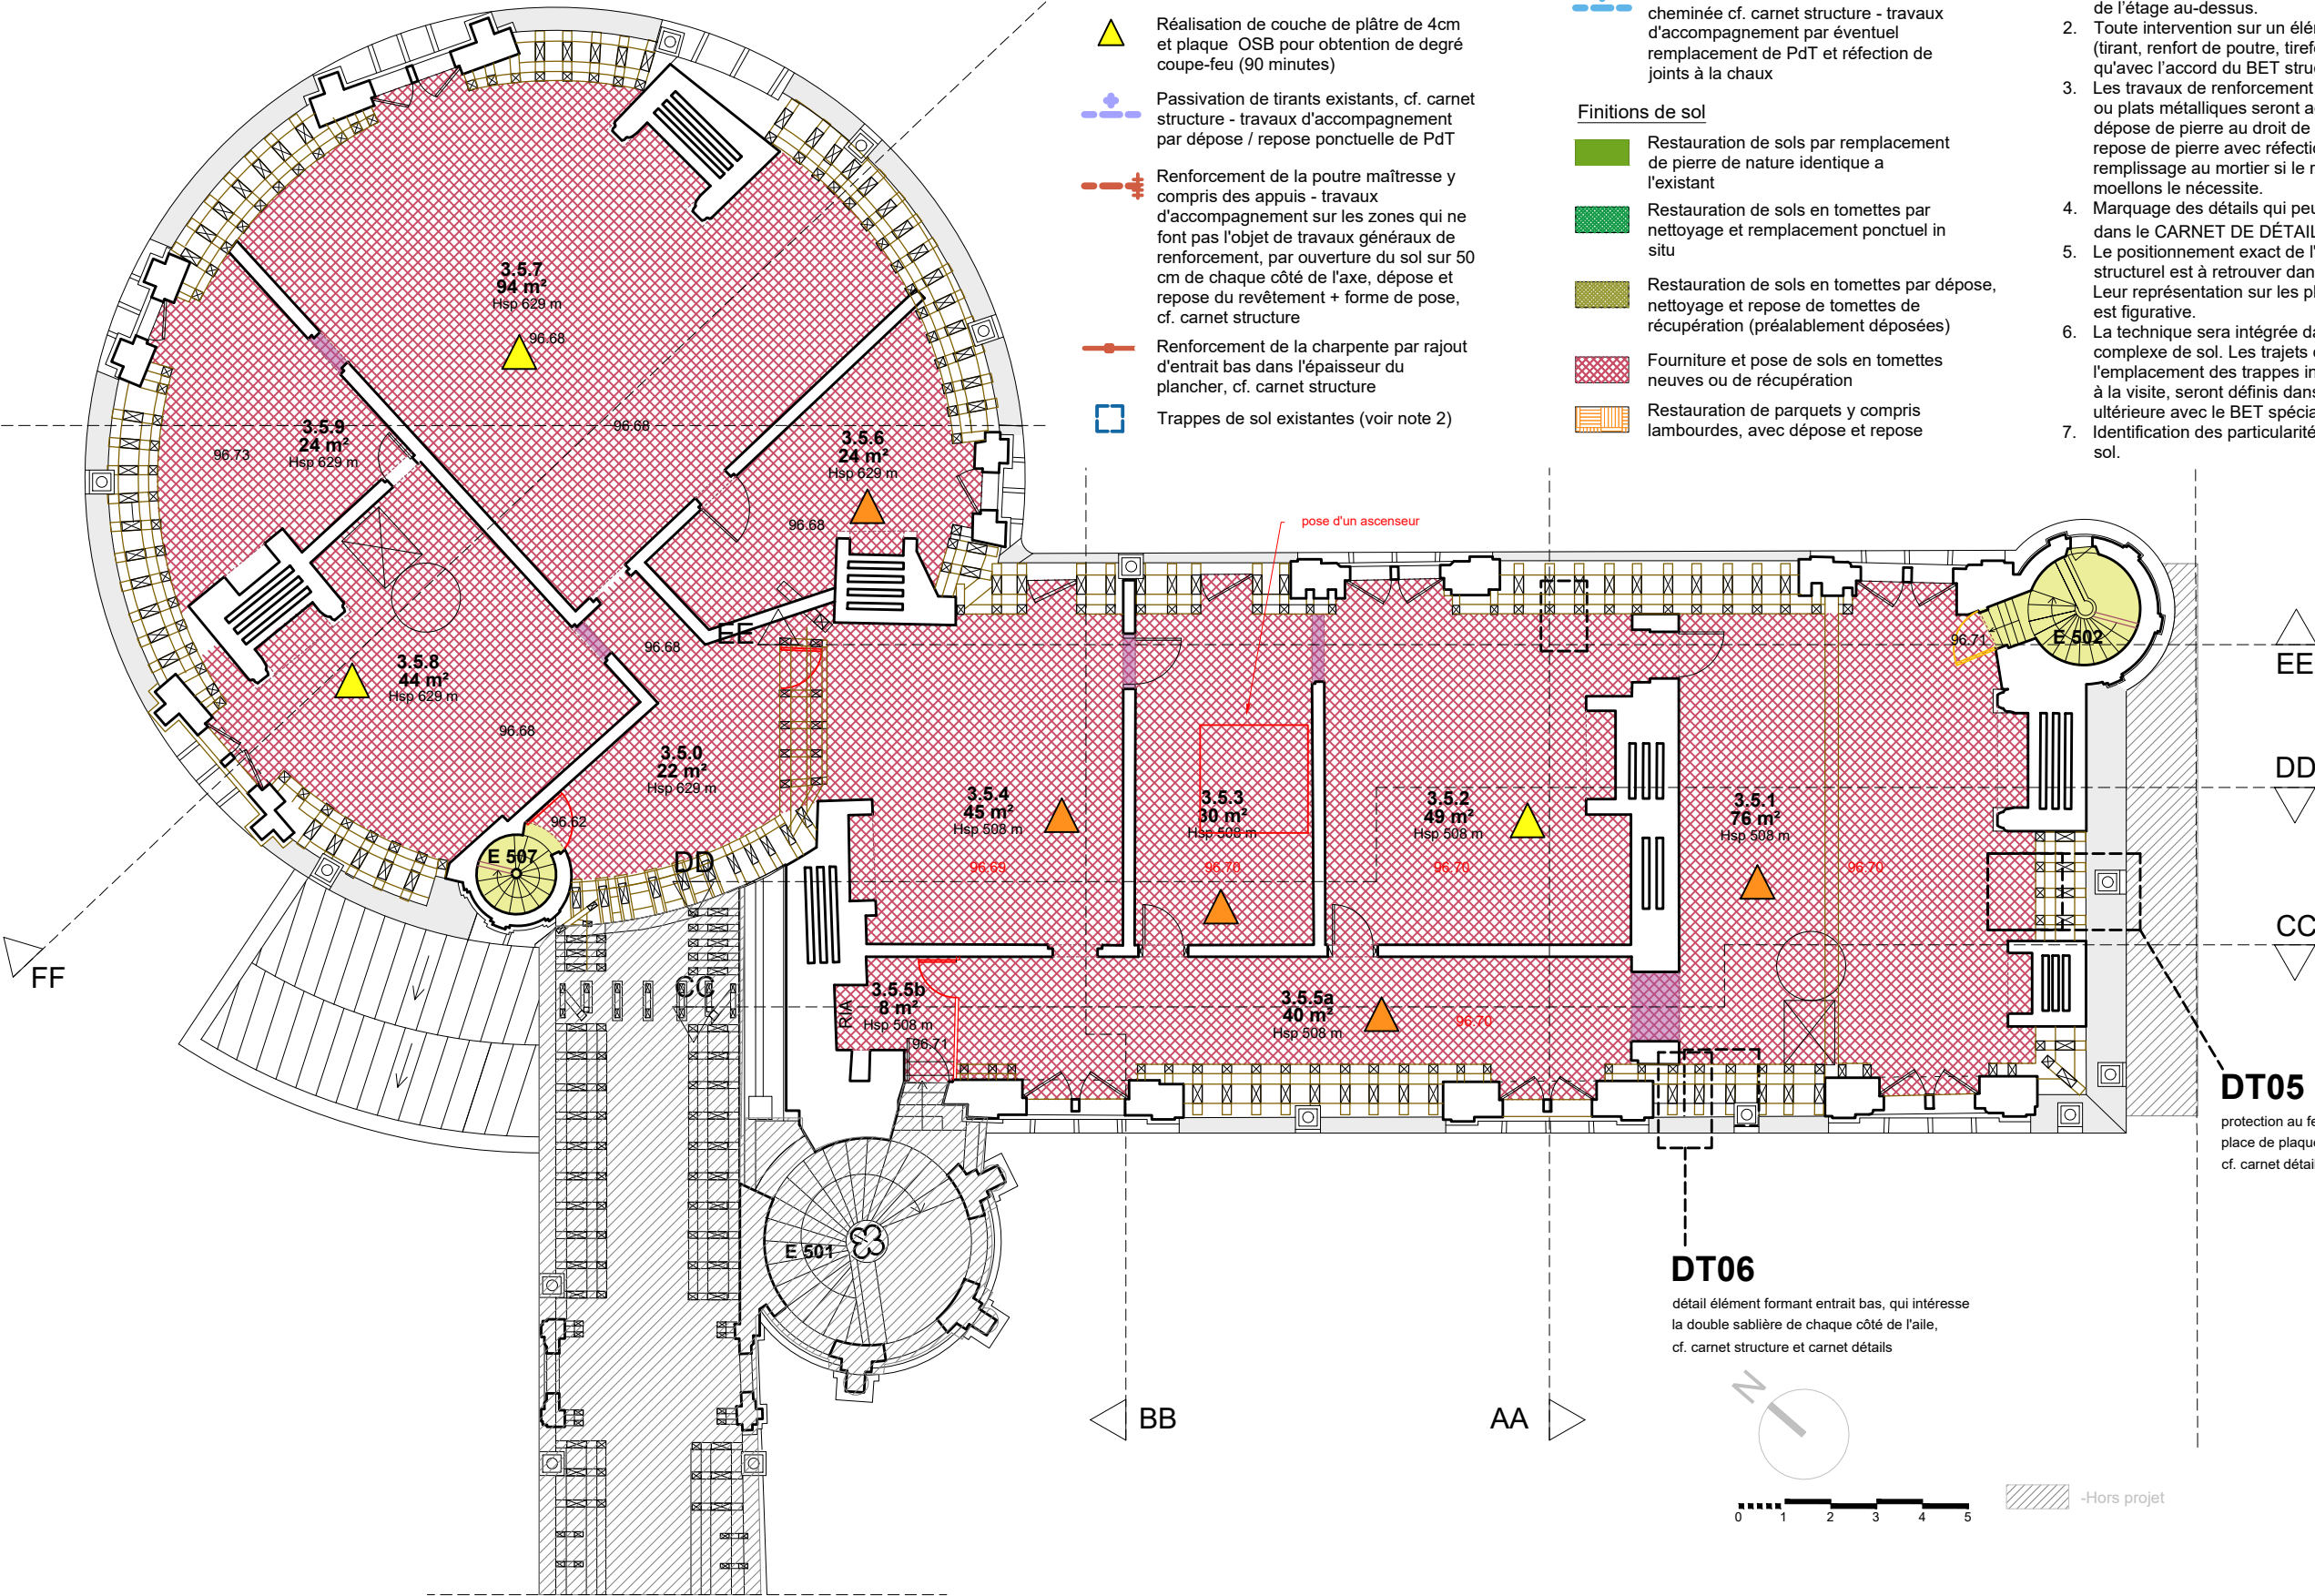 Réalisation de couche de plâtre de 4cm
et plaque OSB pour obtention de degré
coupe-feu (90 minutes)
Passivation de tirants existants, cf. carnet
structure - travaux d'accompagnement
par dépose / repose ponctuelle de PdT
Renforcement de la poutre maîtresse y
compris des appuis - travaux
d'accompagnement sur les zones qui ne
font pas l'objet de travaux généraux de
renforcement, par ouverture du sol sur 50
cm de chaque côté de l'axe, dépose et
repose du revêtement + forme de pose,
cf. carnet structure
Renforcement de la charpente par rajout
d'entrait bas dans l'épaisseur du
plancher, cf. carnet structure
Trappes de sol existantes (voir note 2)
cheminée cf. carnet structure - travaux
d'accompagnement par éventuel
remplacement de PdT et réfection de
joints à la chaux
Finitions de sol
Restauration de sols par remplacement
de pierre de nature identique a
l'existant
Restauration de sols en tomettes par
nettoyage et remplacement ponctuel in
situ
Restauration de sols en tomettes par dépose,
nettoyage et repose de tomettes de
récupération (préalablement déposées)
Fourniture et pose de sols en tomettes
neuves ou de récupération
Restauration de parquets y compris
lambourdes, avec dépose et repose
de l'étage au-dessus.
2. Toute intervention sur un élé
(tirant, renfort de poutre, tirefo
qu'avec l'accord du BET struc
3. Les travaux de renforcement
ou plats métalliques seront a
dépose de pierre au droit de
repose de pierre avec réfectio
remplissage au mortier si le r
moellons le nécessite.
4. Marquage des détails qui peu
dans le CARNET DE DÉTAIL
5. Le positionnement exact de l'
structurel est à retrouver dan
Leur représentation sur les pl
est figurative.
6. La technique sera intégrée da
complexe de sol. Les trajets
l'emplacement des trappes in
à la visite, seront définis dans
ultérieure avec le BET spécia
7. Identification des particularité
sol.
3.5.7
94 m²
Hsp 629 m
96.68
96.68
3.5.9
24 m²
Hsp 629 m
96.73
3.5.6
24 m²
Hsp 629 m
96.68
pose d'un ascenseur
3.5.8
44 m²
Hsp 629 m
96.68
96.68
EE
3.5.0
22 m²
Hsp 629 m
96.62
E 507
DD
CC
3.5.4
45 m²
Hsp 508 m
96.69
3.5.3
30 m²
Hsp 508 m
96.70
3.5.2
49 m²
Hsp 508 m
96.70
3.5.1
76 m²
Hsp 508 m
96.70
96.71
E 502
EE
DD
CC
FF
RIA
3.5.5b
8 m²
Hsp 508 m
96.71
3.5.5a
40 m²
Hsp 508 m
96.70
E 501
DT05
protection au fe
place de plaque
cf. carnet détai
DT06
détail élément formant entrait bas, qui intéresse
la double sablière de chaque côté de l'aile,
cf. carnet structure et carnet détails
BB
AA
N
0 1 2 3 4 5
-Hors projet